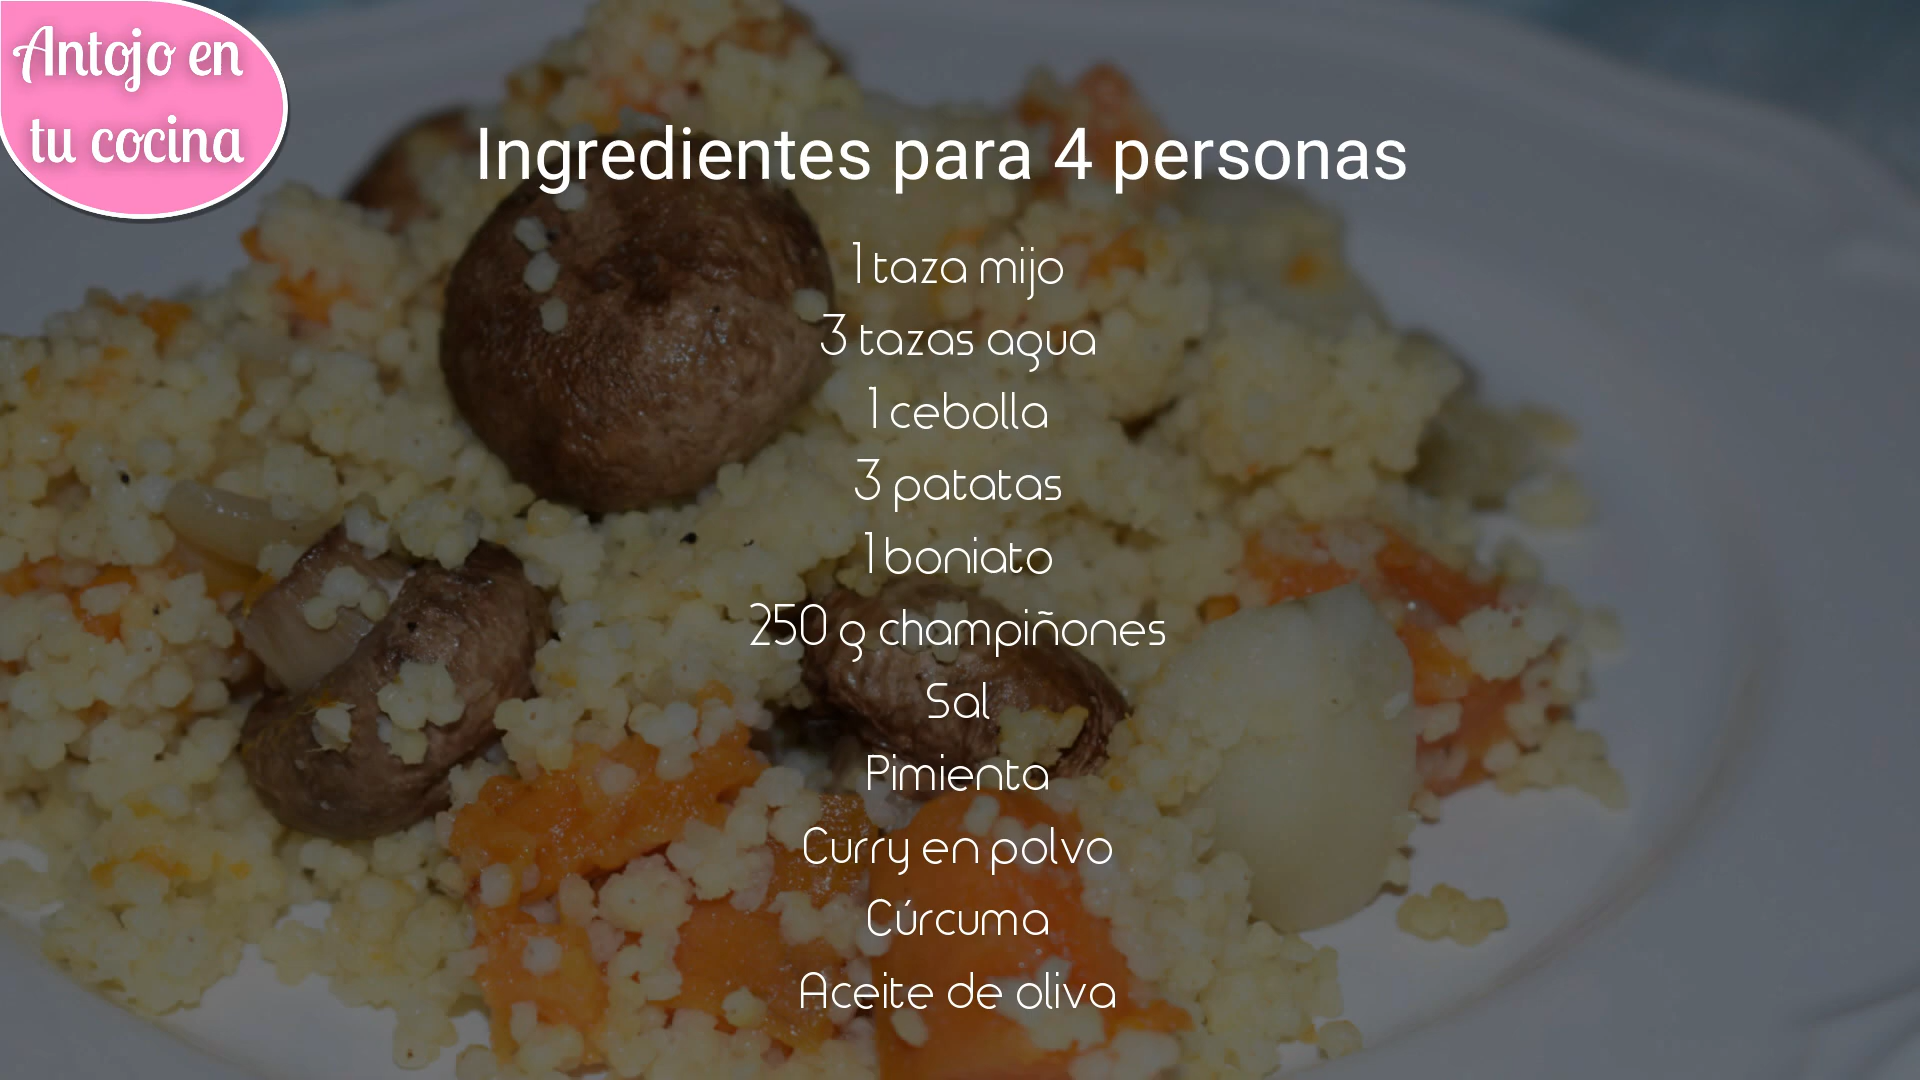 Antojo en
tu cocina
Ingredientes para 4 personas
1 taza mijo
3 tazas agua
1 cebolla
3 patatas
1 boniato
250 g champiñones
Sal
Pimienta
Curry en polvo
Cúrcuma
Aceite de oliva